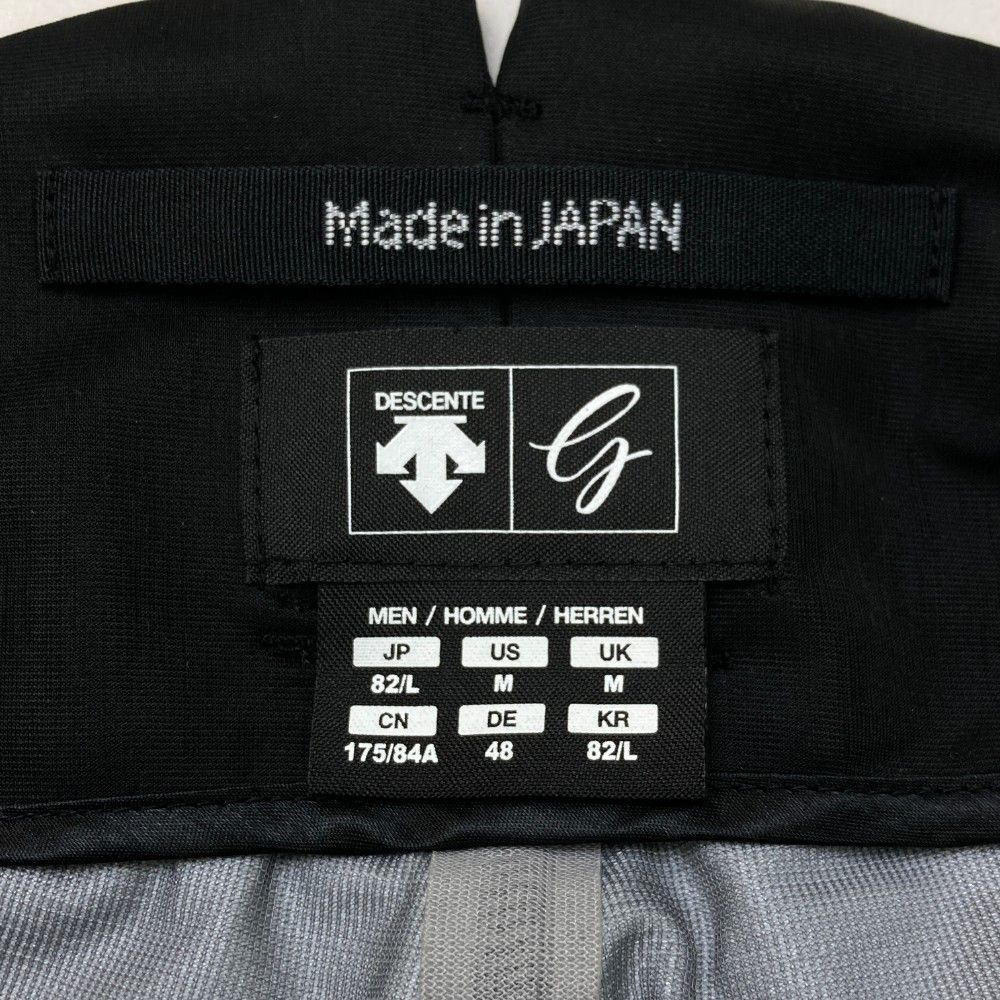 Made in JAPAN
DESCENTE G
MEN / HOMME / HERREN
JP US UK
82/L M M
CN DE KR
175/84A 48 82/L